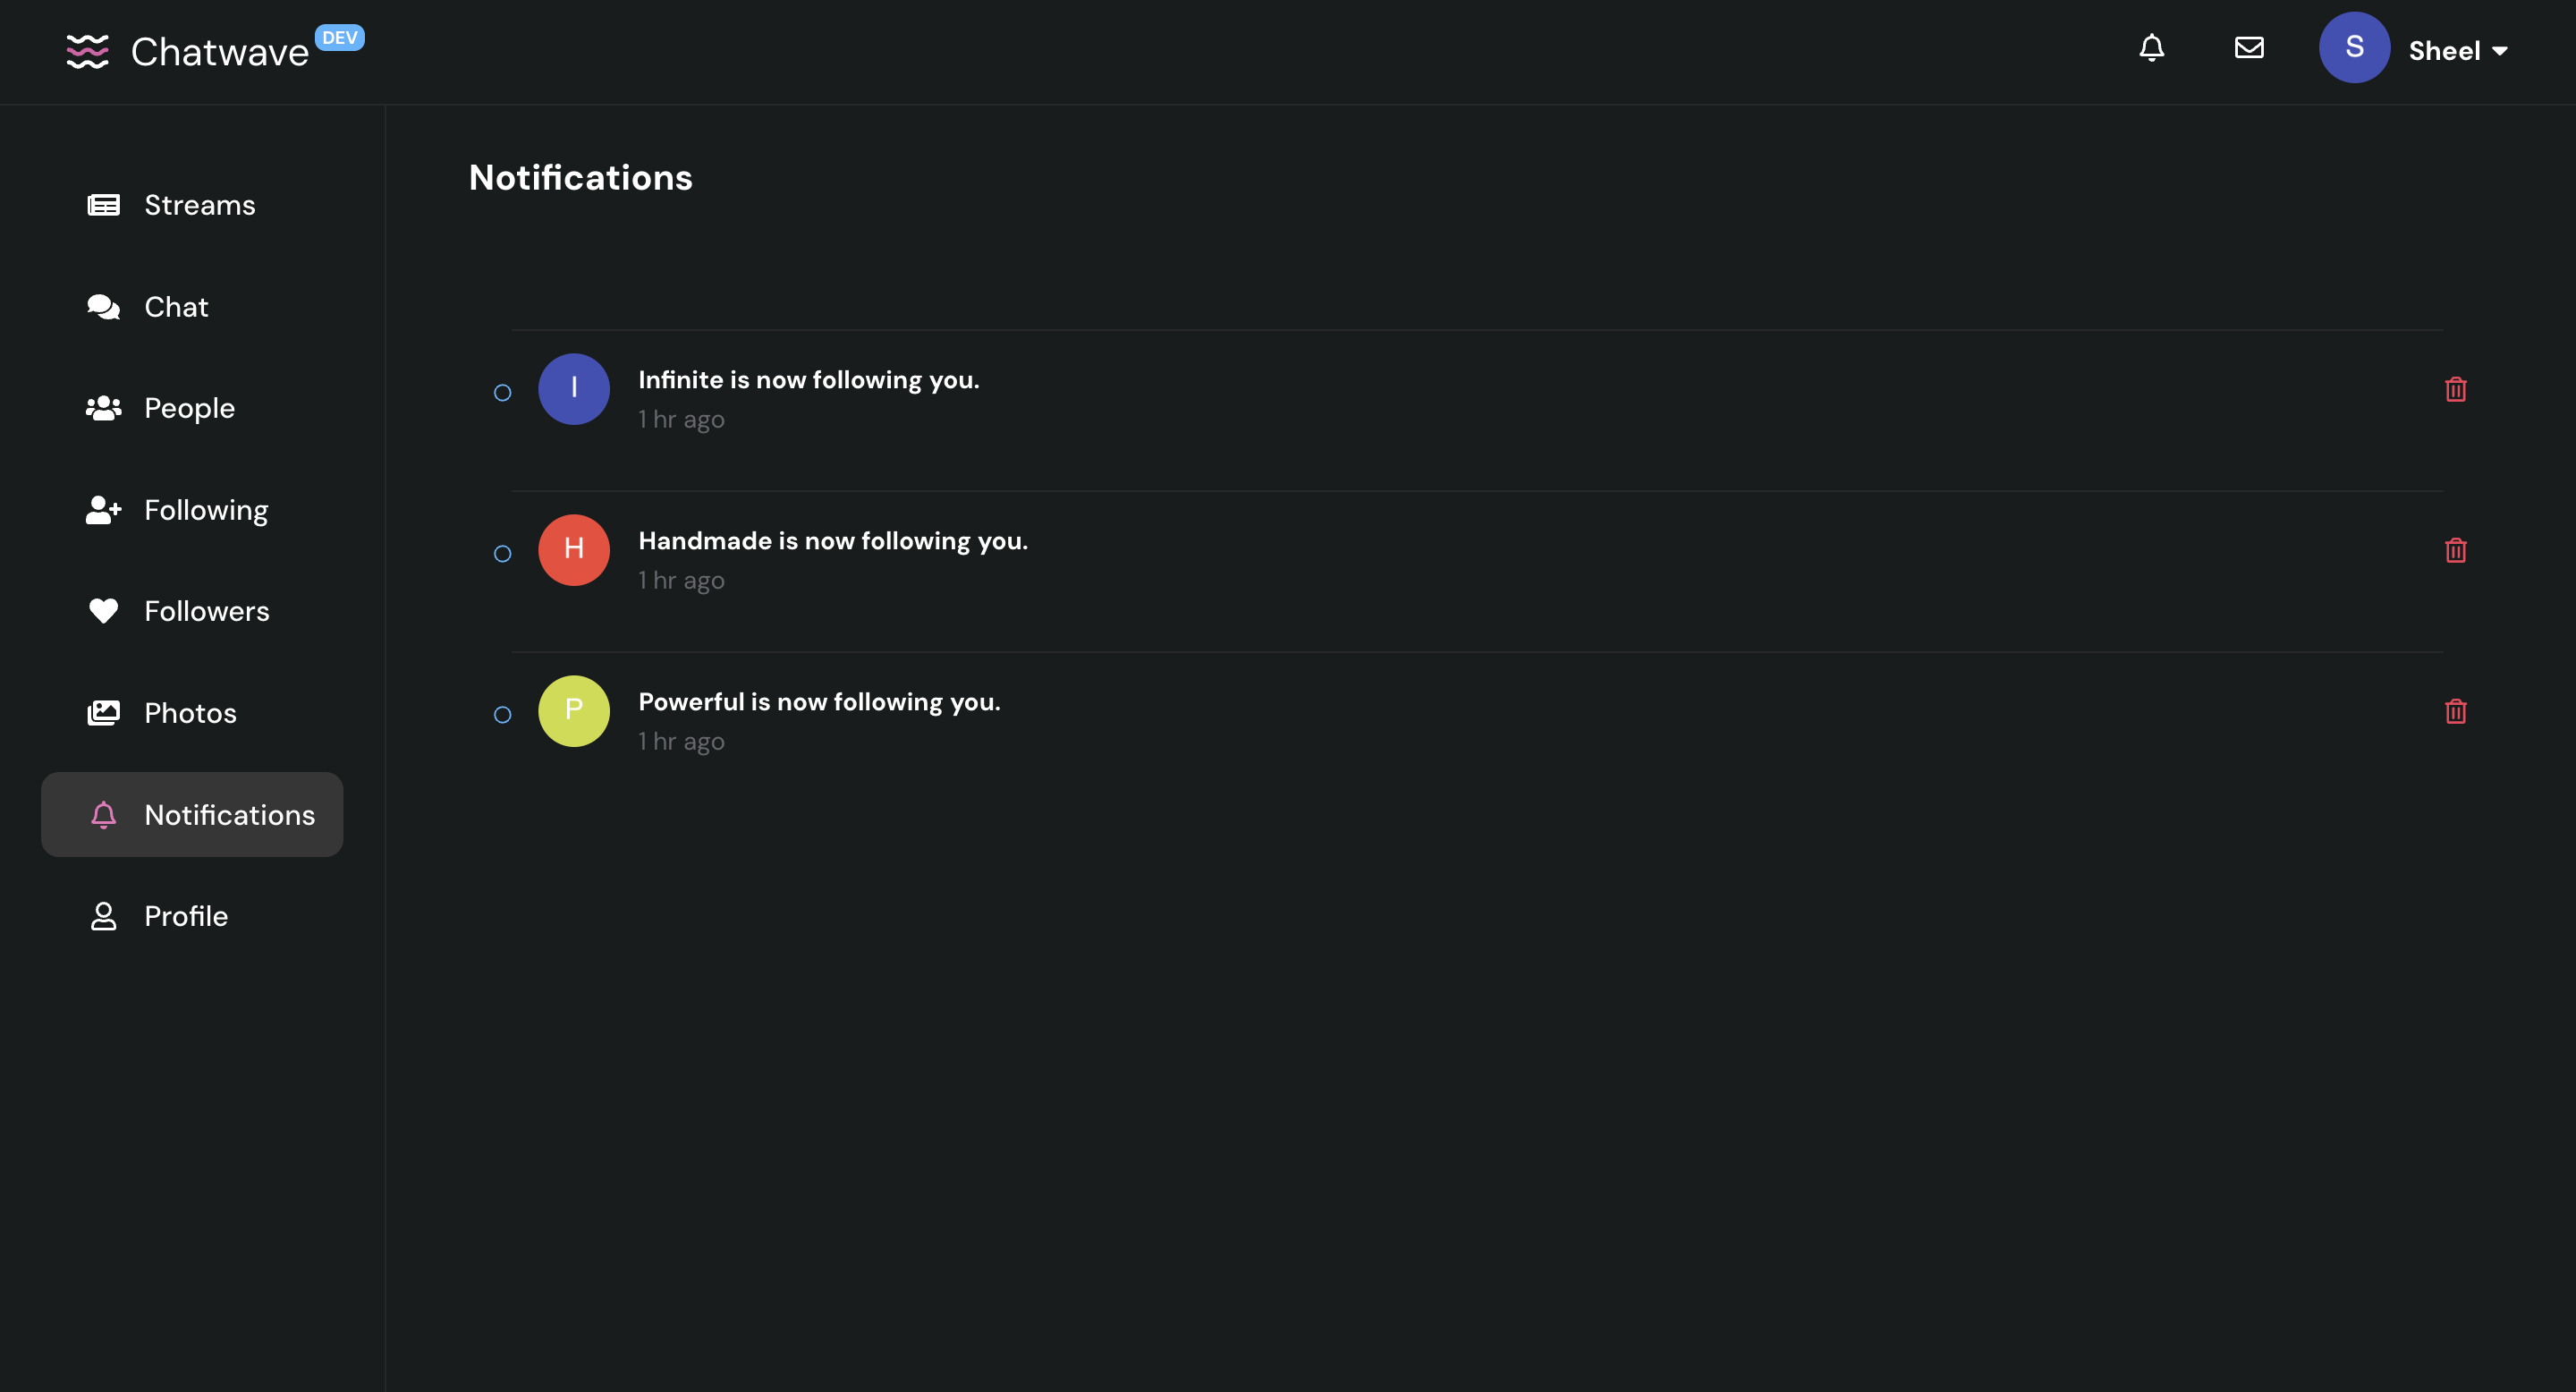 Chatwave DEV
S Sheel
Streams
Chat
People
Following
Followers
Photos
Notifications
Profile
Notifications
I
Infinite is now following you.
1 hr ago
H
Handmade is now following you.
1 hr ago
P
Powerful is now following you.
1 hr ago